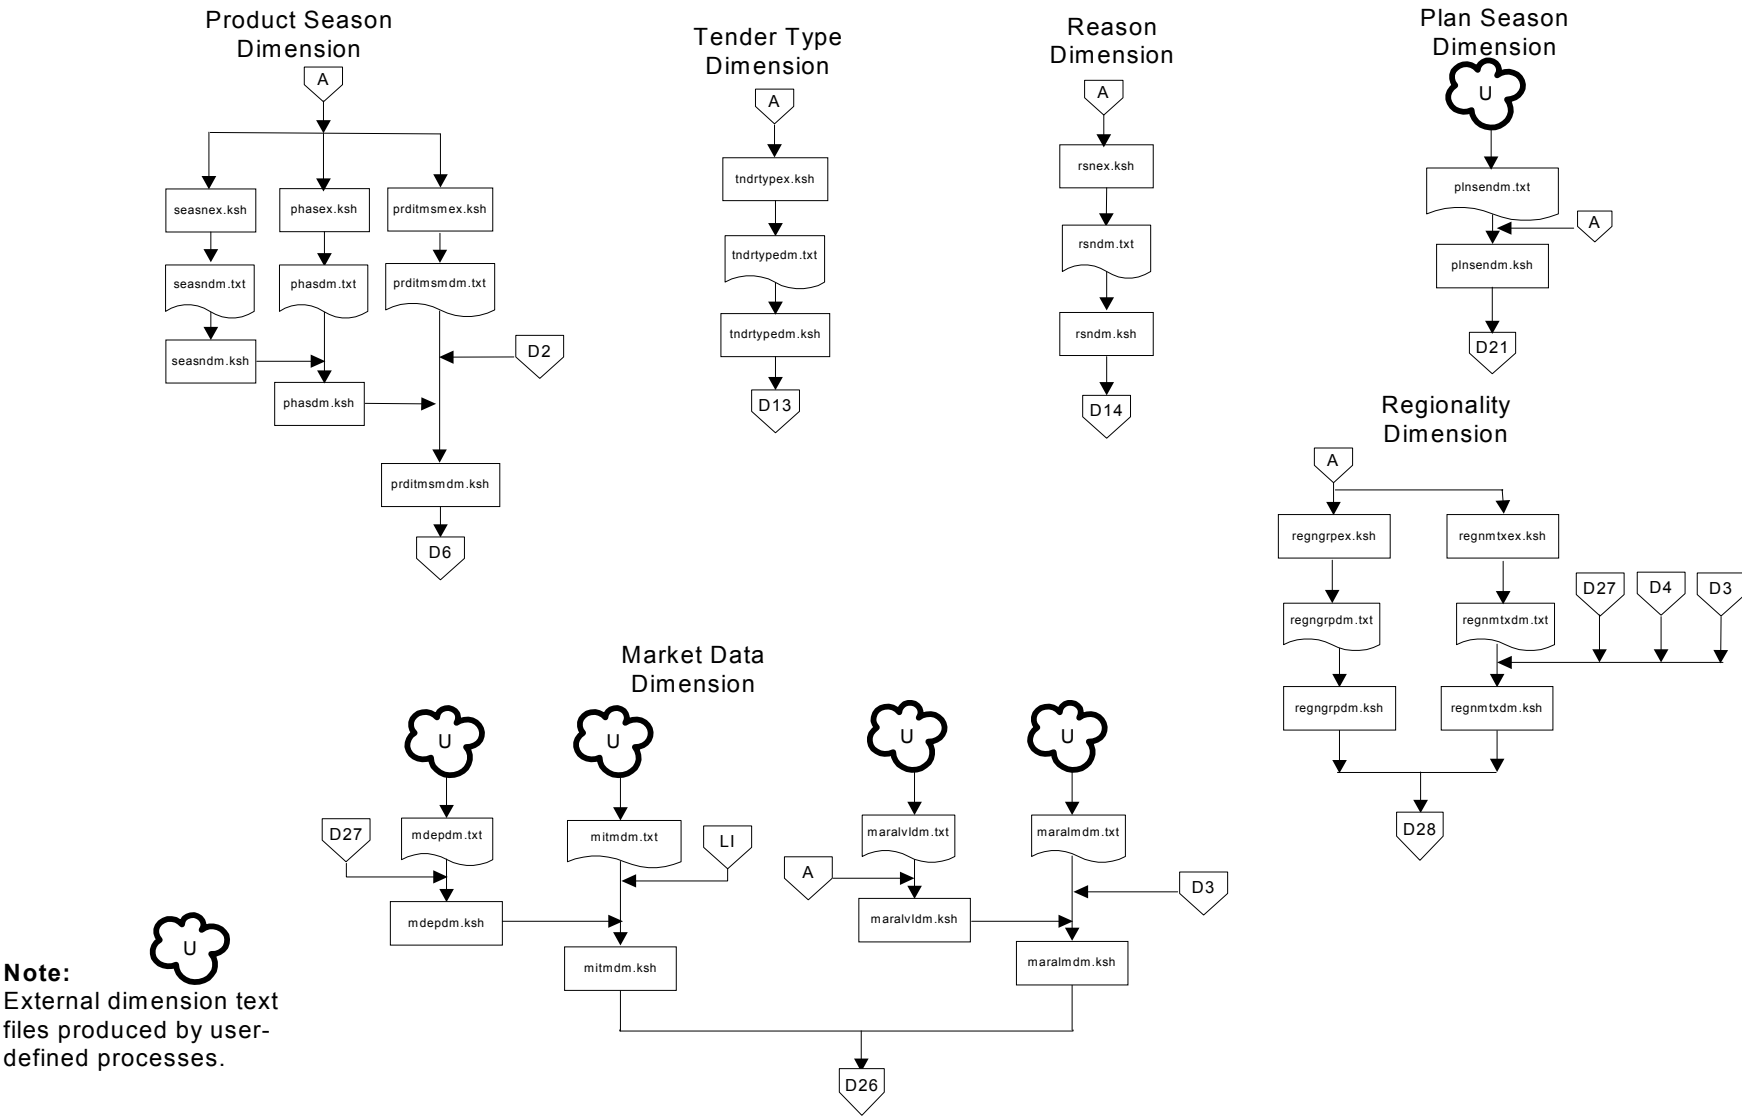 Product Season
Dimension
A
seasnex.ksh
phasex.ksh
prditmsmex.ksh
seasndm.txt
phasdm.txt
prditmsmdm.txt
seasndm.ksh
D2
phasdm.ksh
prditmsmdm.ksh
D6
Tender Type
Dimension
A
tndrtypex.ksh
tndrtypedm.txt
tndrtypedm.ksh
D13
Reason
Dimension
A
rsnex.ksh
rsndm.txt
rsndm.ksh
D14
Plan Season
Dimension
U
plnsendm.txt
A
plnsendm.ksh
D21
Regionality
Dimension
A
regngrpex.ksh
regnmtxex.ksh
D27
D4
D3
regngrpdm.txt
regnmtxdm.txt
regngrpdm.ksh
regnmtxdm.ksh
D28
Market Data
Dimension
U
U
U
U
D27
mdepdm.txt
mitmdm.txt
LI
maralvldm.txt
maralmdm.txt
A
D3
mdepdm.ksh
maralvldm.ksh
mitmdm.ksh
maralmdm.ksh
D26
U
Note:
External dimension text
files produced by user-
defined processes.